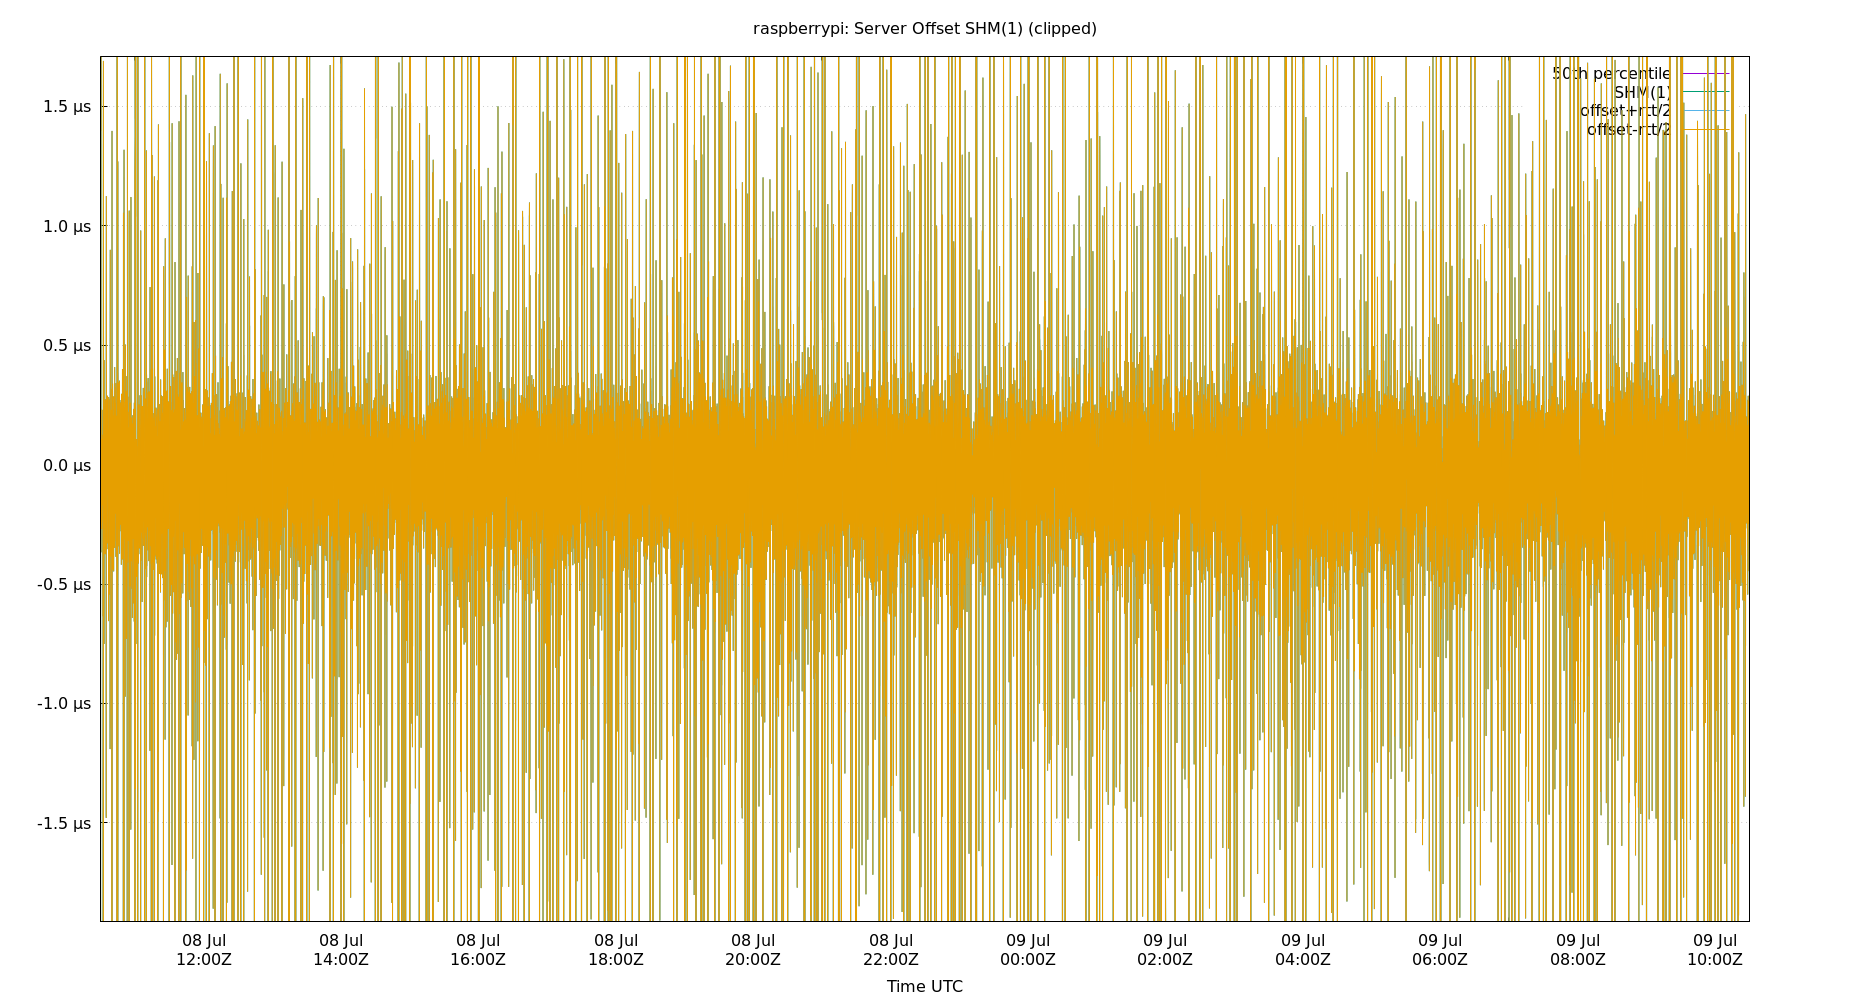 raspberrypi: Server Offset SHM(1) (clipped)
50th percentile
SHM(1)
offset+rtt/2
offset-rtt/2
1.5 µs
1.0 µs
0.5 µs
0.0 µs
-0.5 µs
-1.0 µs
-1.5 µs
08 Jul 08 Jul 08 Jul 08 Jul 08 Jul 08 Jul 09 Jul 09 Jul 09 Jul 09 Jul 09 Jul 09 Jul
12:00Z 14:00Z 16:00Z 18:00Z 20:00Z 22:00Z 00:00Z 02:00Z 04:00Z 06:00Z 08:00Z 10:00Z
Time UTC